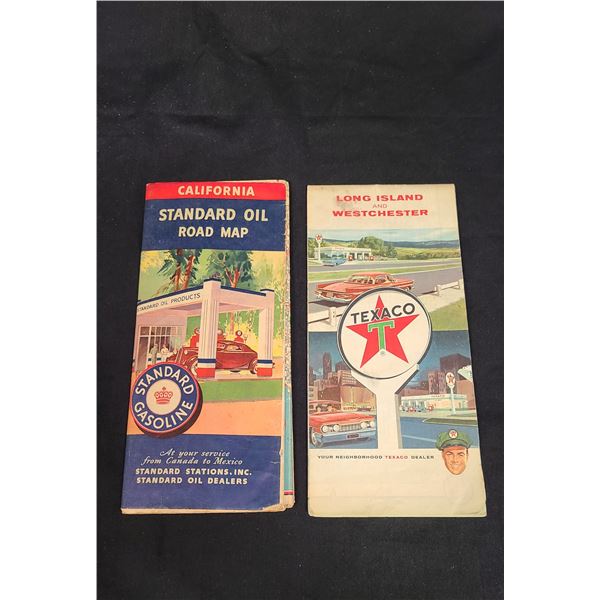 CALIFORNIA
STANDARD OIL
ROAD MAP
STANDARD OIL PRODUCTS
STANDARD
GASOLINE
At your service
from Canada to Mexico
STANDARD STATIONS, INC.
STANDARD OIL DEALERS
LONG ISLAND
AND
WESTCHESTER
TEXACO
T
YOUR NEIGHBORHOOD TEXACO DEALER